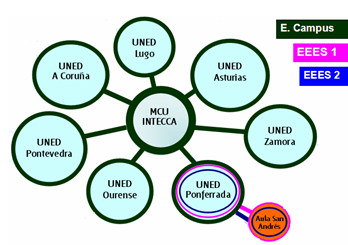 E. Campus
EEES 1
EEES 2
UNED
Lugo
UNED
A Coruña
UNED
Asturias
MCU
INTECCA
UNED
Pontevedra
UNED
Zamora
UNED
Ourense
UNED
Ponferrada
Aula San
Andrés